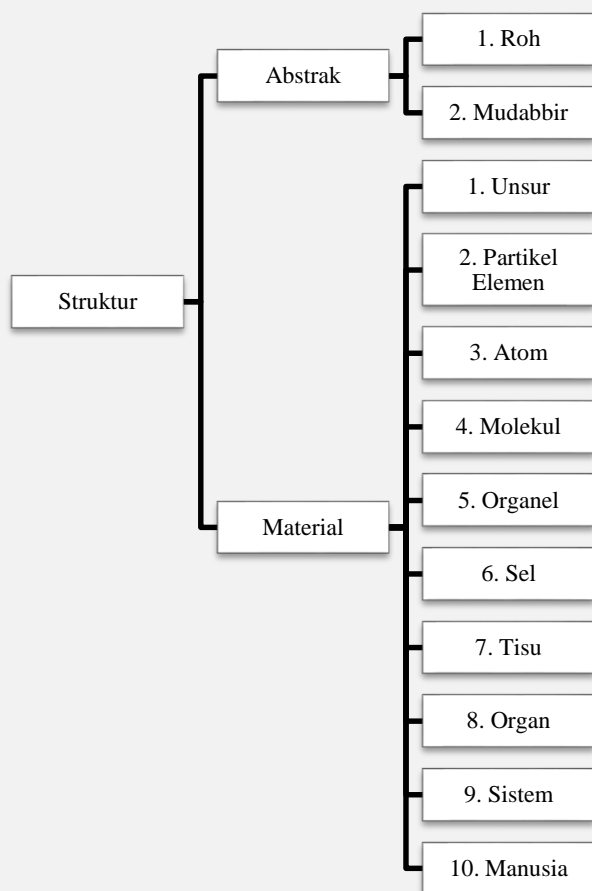 Struktur
Abstrak
1. Roh
2. Mudabbir
Material
1. Unsur
2. Partikel
Elemen
3. Atom
4. Molekul
5. Organel
6. Sel
7. Tisu
8. Organ
9. Sistem
10. Manusia